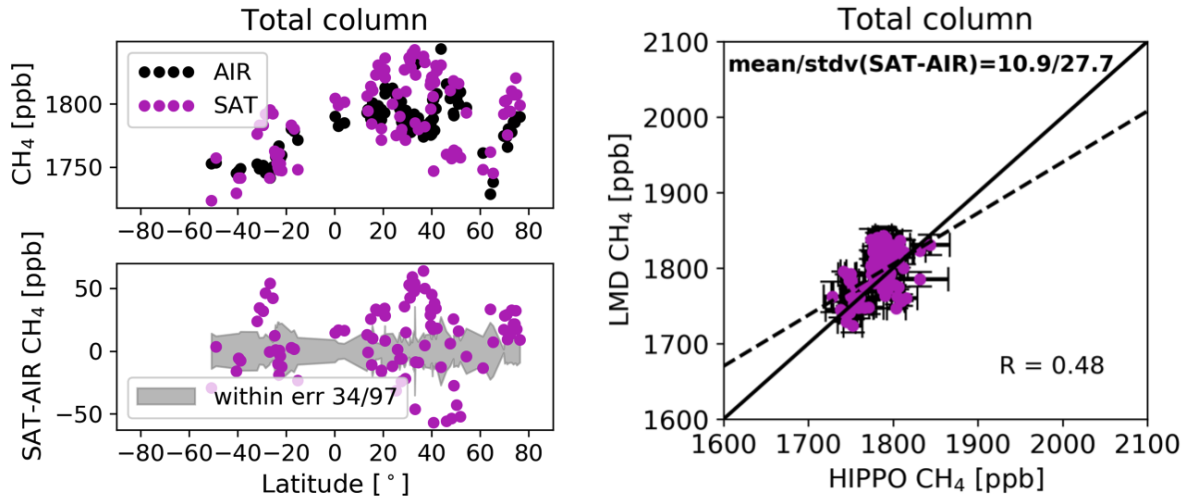 Total column
CH₄ [ppb]
1800
1750
AIR
SAT
−80 −60 −40 −20 0 20 40 60 80
SAT-AIR CH₄ [ppb]
50
0
−50
within err 34/97
−80 −60 −40 −20 0 20 40 60 80
Latitude [°]
Total column
LMD CH₄ [ppb]
2100
2000
1900
1800
1700
1600
mean/stdv(SAT-AIR)=10.9/27.7
R = 0.48
1600 1700 1800 1900 2000 2100
HIPPO CH₄ [ppb]